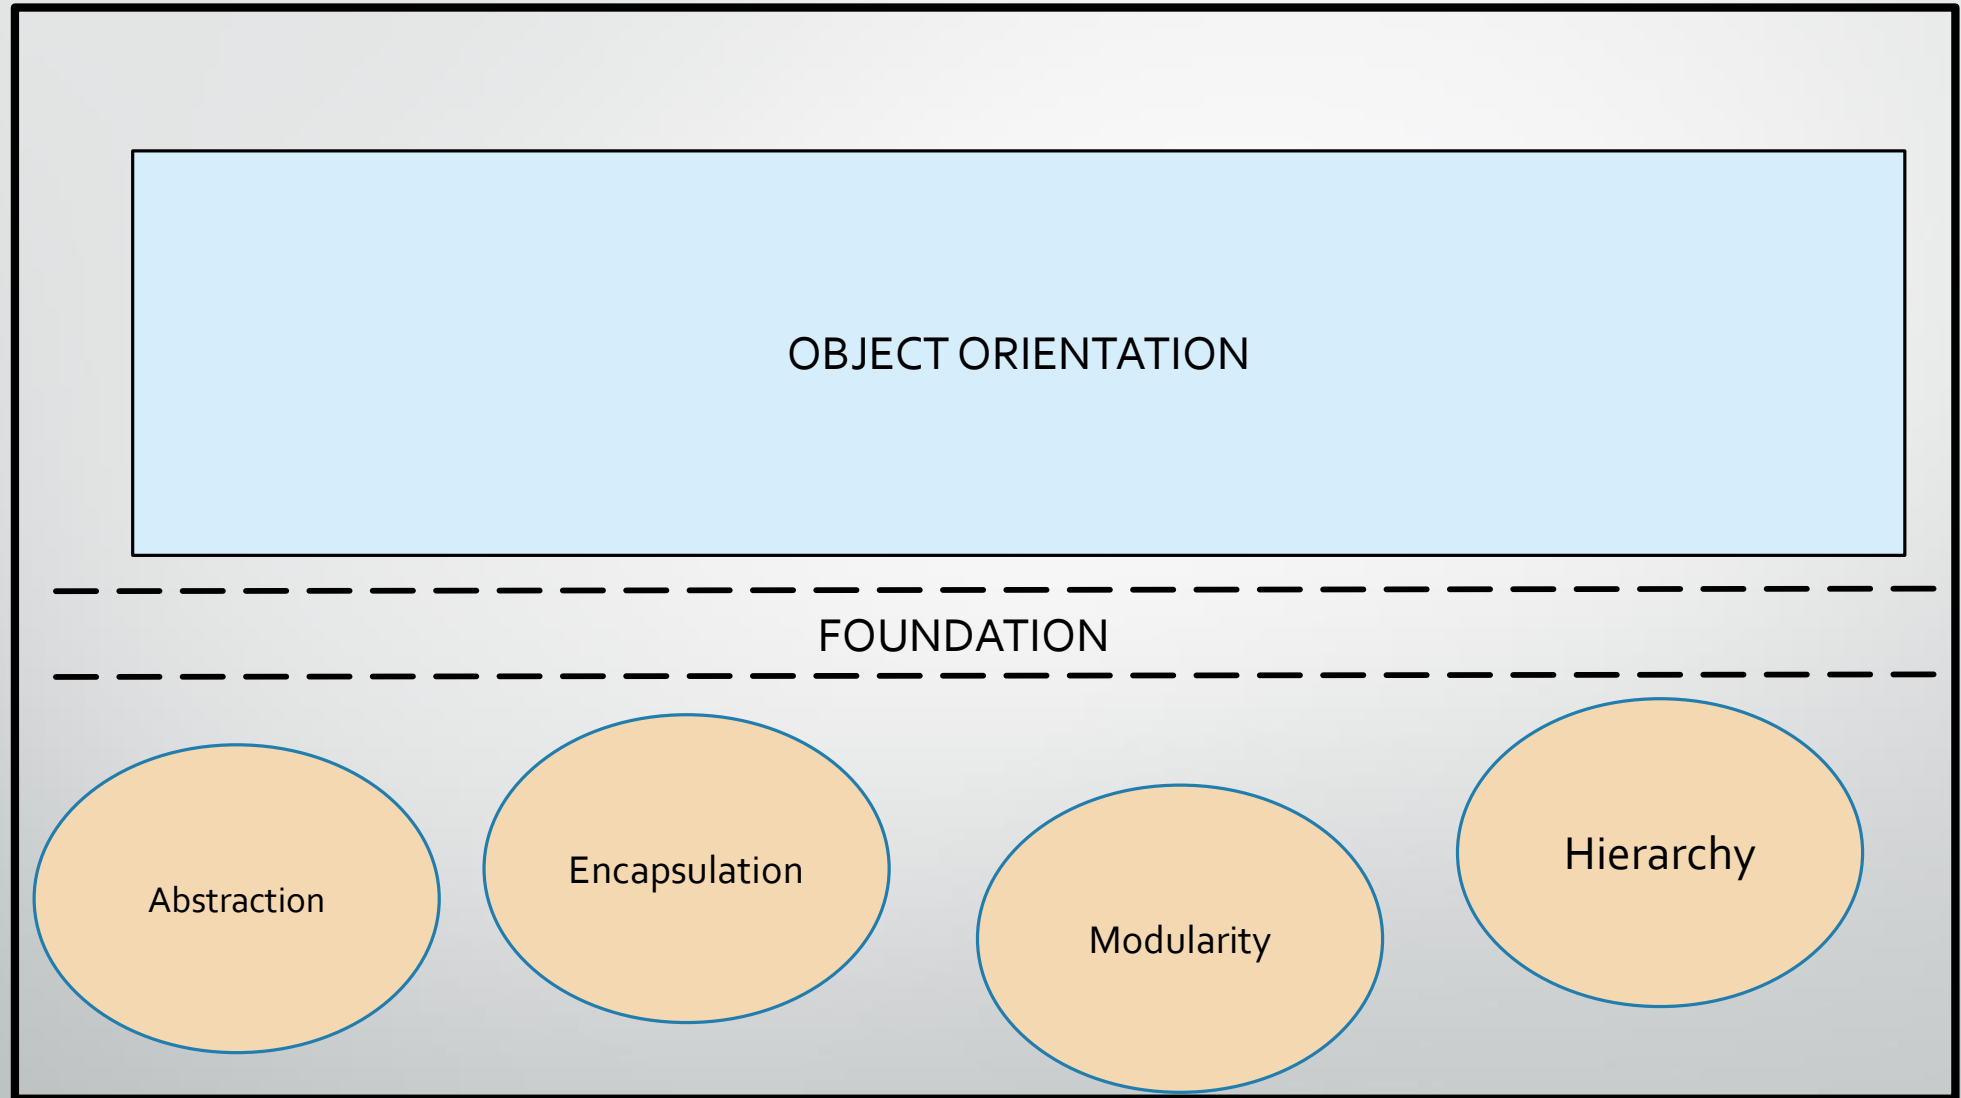 OBJECT ORIENTATION
FOUNDATION
Abstraction
Encapsulation
Modularity
Hierarchy